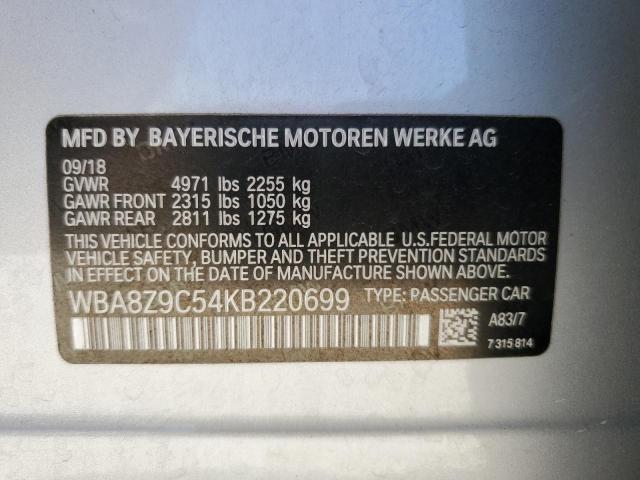 MFD BY BAYERISCHE MOTOREN WERKE AG
09/18
GVWR 4971 lbs 2255 kg
GAWR FRONT 2315 lbs 1050 kg
GAWR REAR 2811 lbs 1275 kg
THIS VEHICLE CONFORMS TO ALL APPLICABLE U.S.FEDERAL MOTOR
VEHICLE SAFETY, BUMPER AND THEFT PREVENTION STANDARDS
IN EFFECT ON THE DATE OF MANUFACTURE SHOWN ABOVE.
WBA8Z9C54KB220699 TYPE: PASSENGER CAR
A83/7
7 315 814